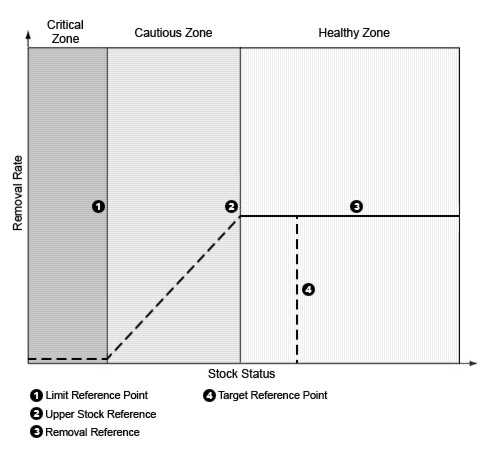 Critical
Zone
Cautious Zone
Healthy Zone
Removal Rate
1
2
3
4
Stock Status
1 Limit Reference Point
4 Target Reference Point
2 Upper Stock Reference
3 Removal Reference